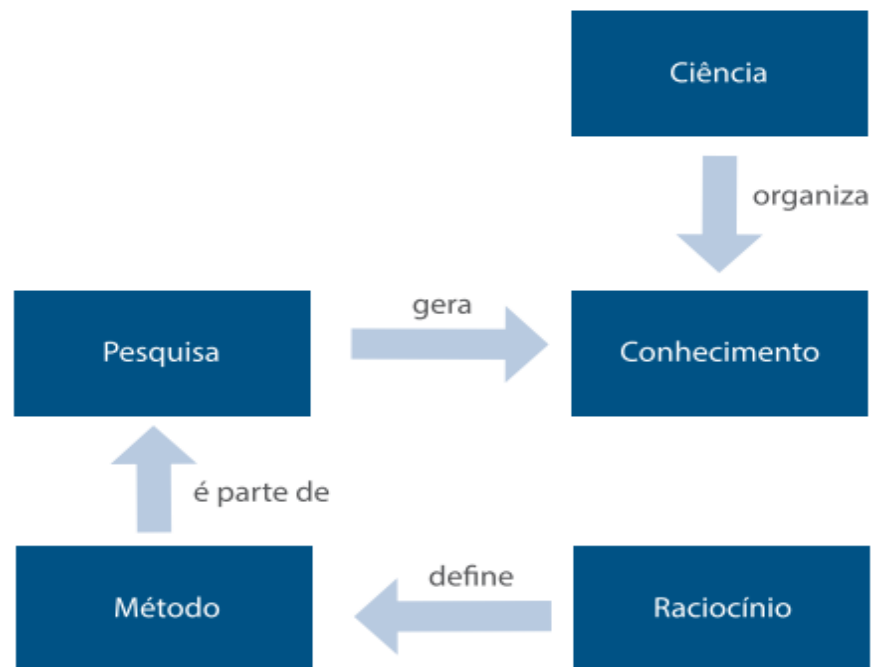 Ciência
organiza
gera
Pesquisa
Conhecimento
é parte de
define
Método
Raciocínio